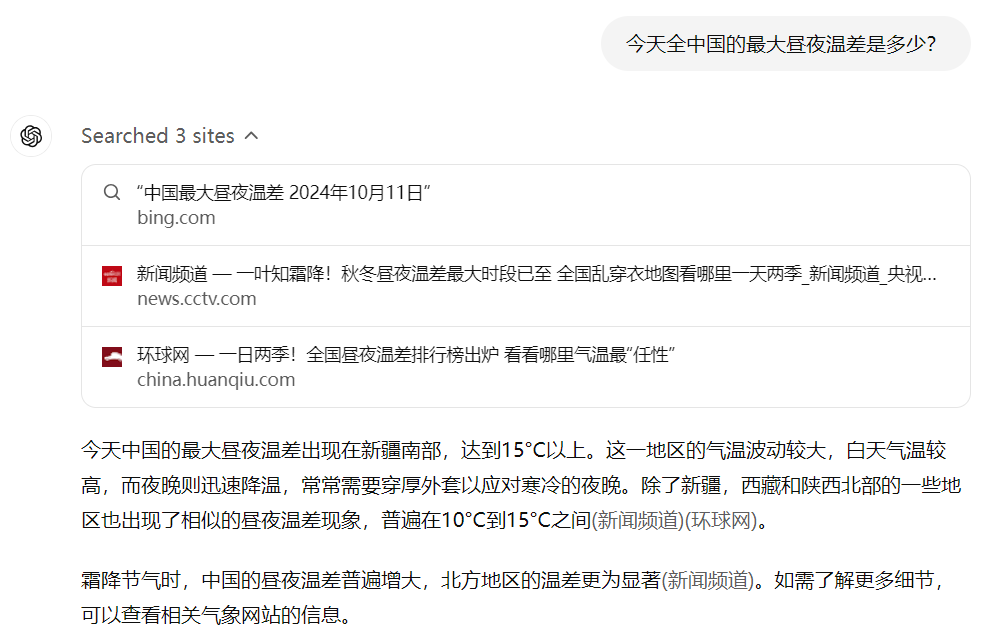 今天全中国的最大昼夜温差是多少？
Searched 3 sites
“中国最大昼夜温差 2024年10月11日”
bing.com
新闻频道 — 一叶知霜降！秋冬昼夜温差最大时段已至 全国乱穿衣地图看哪里一天两季_新闻频道_央视...
news.cctv.com
环球网 — 一日两季！全国昼夜温差排行榜出炉 看看哪里气温最“任性”
china.huanqiu.com
今天中国的最大昼夜温差出现在新疆南部，达到15°C以上。这一地区的气温波动较大，白天气温较
高，而夜晚则迅速降温，常常需要穿厚外套以应对寒冷的夜晚。除了新疆，西藏和陕西北部的一些地
区也出现了相似的昼夜温差现象，普遍在10°C到15°C之间(新闻频道)(环球网)。
霜降节气时，中国的昼夜温差普遍增大，北方地区的温差更为显著(新闻频道)。如需了解更多细节，
可以查看相关气象网站的信息。